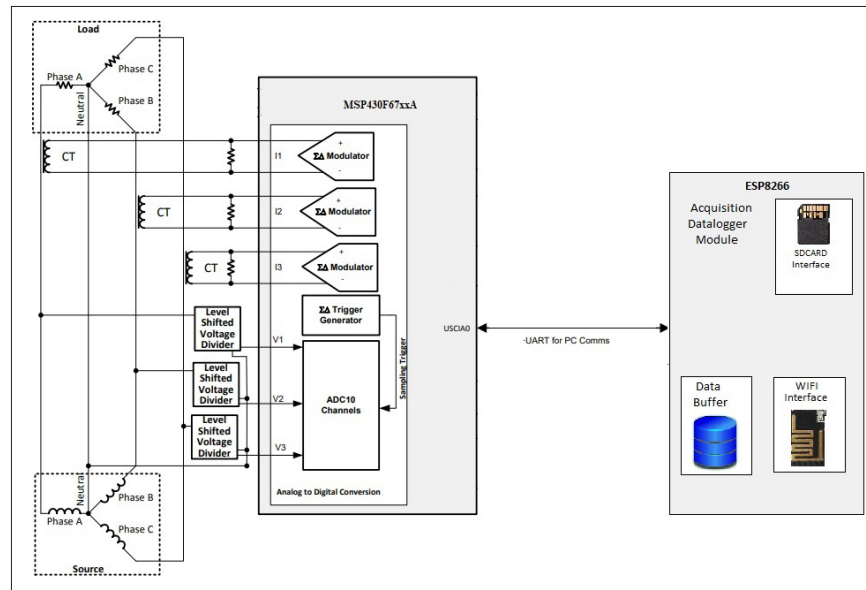 Load
Phase A
Phase C
Phase B
Neutral
CT
CT
CT
MSP430F67xxA
I1
+
ΣΔ Modulator
-
I2
+
ΣΔ Modulator
-
I3
+
ΣΔ Modulator
-
ΣΔ Trigger
Generator
Sampling Trigger
Level
Shifted
Voltage
Divider
V1
Level
Shifted
Voltage
Divider
V2
Level
Shifted
Voltage
Divider
V3
ADC10
Channels
Analog to Digital Conversion
USCIA0
-UART for PC Comms
ESP8266
Acquisition
Datalogger
Module
SDCARD
Interface
Data
Buffer
WIFI
Interface
Neutral
Phase B
Phase A
Phase C
Source